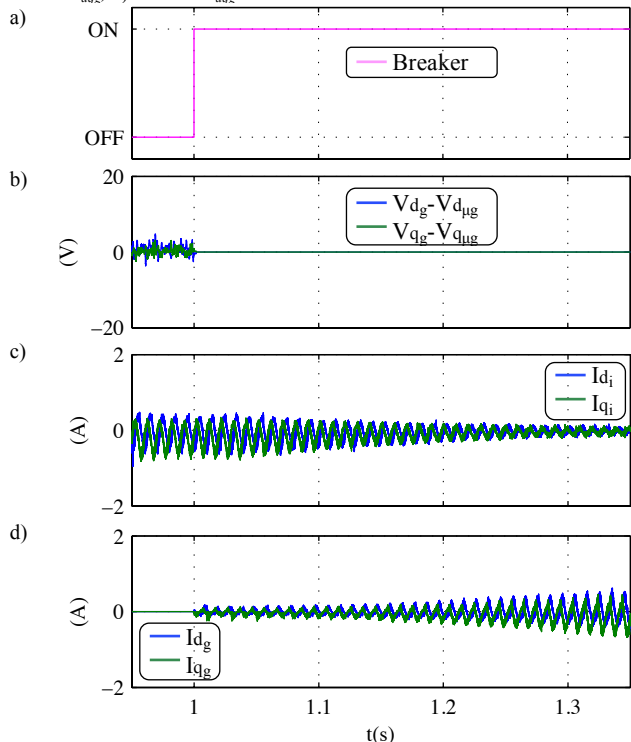 a)
ON
OFF
Breaker
b)
20
0
−20
(V)
Vdg-Vdμg
Vqg-Vqμg
c)
2
0
−2
(A)
Idi
Iqi
d)
2
0
−2
(A)
Idg
Iqg
1
1.1
1.2
1.3
t(s)